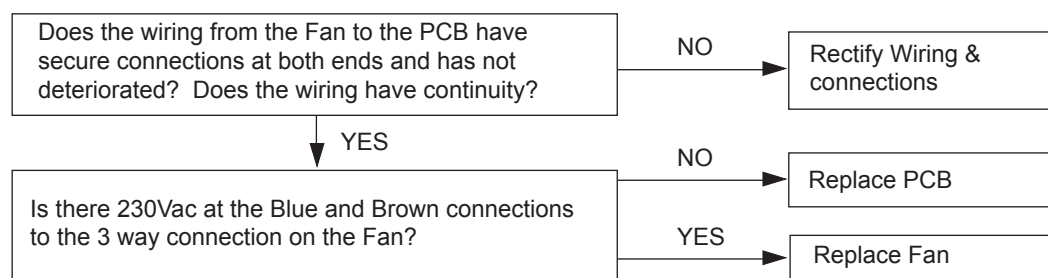 Does the wiring from the Fan to the PCB have
secure connections at both ends and has not
deteriorated?  Does the wiring have continuity?
NO
Rectify Wiring &
connections
YES
Is there 230Vac at the Blue and Brown connections
to the 3 way connection on the Fan?
NO
Replace PCB
YES
Replace Fan